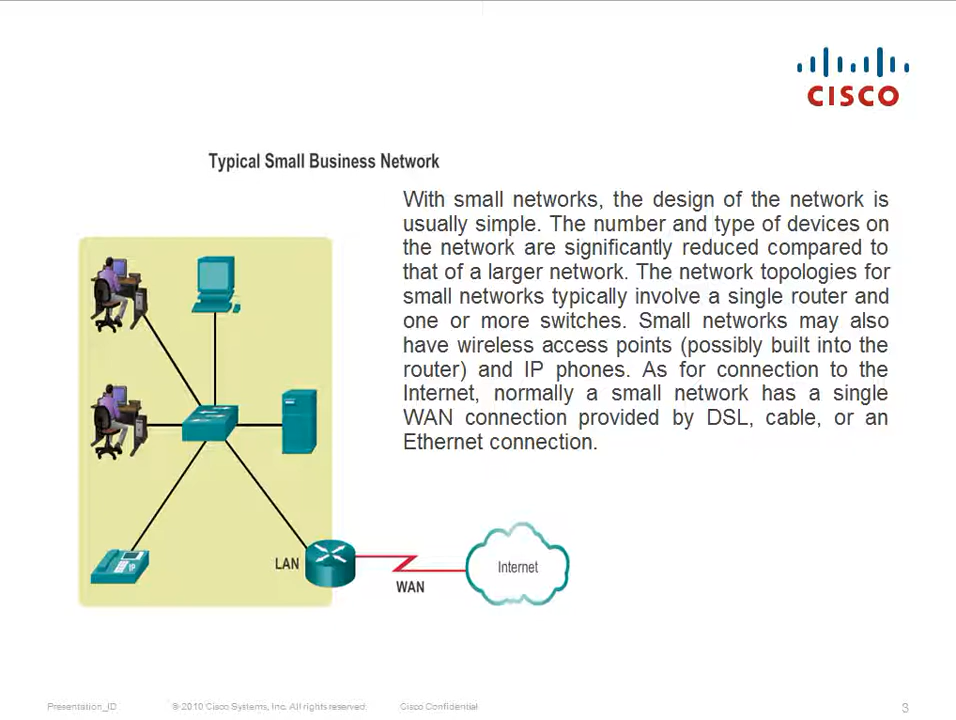 CISCO
Typical Small Business Network
With small networks, the design of the network is
usually simple. The number and type of devices on
the network are significantly reduced compared to
that of a larger network. The network topologies for
small networks typically involve a single router and
one or more switches. Small networks may also
have wireless access points (possibly built into the
router) and IP phones. As for connection to the
Internet, normally a small network has a single
WAN connection provided by DSL, cable, or an
Ethernet connection.
IP
LAN
WAN
Internet
Presentation_ID © 2010 Cisco Systems, Inc. All rights reserved. Cisco Confidential 3